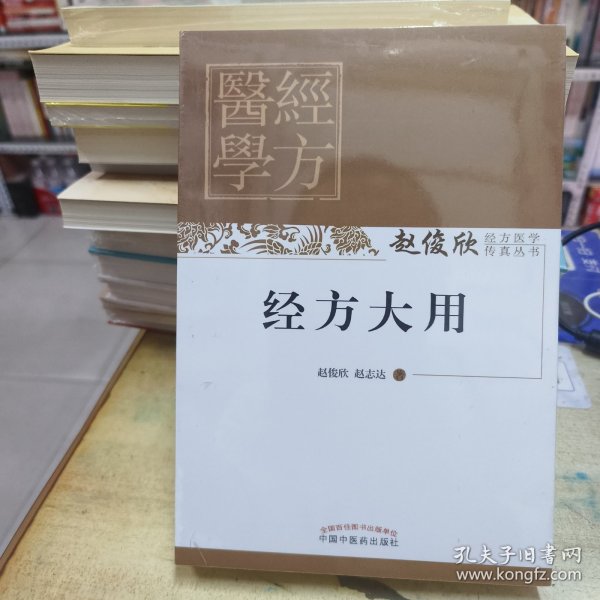 經方
醫學
赵俊欣
经方医学
传真丛书
经方大用
赵俊欣 赵志达 著
全国百佳图书出版单位
中国中医药出版社
孔夫子旧书网
www.kongfz.com